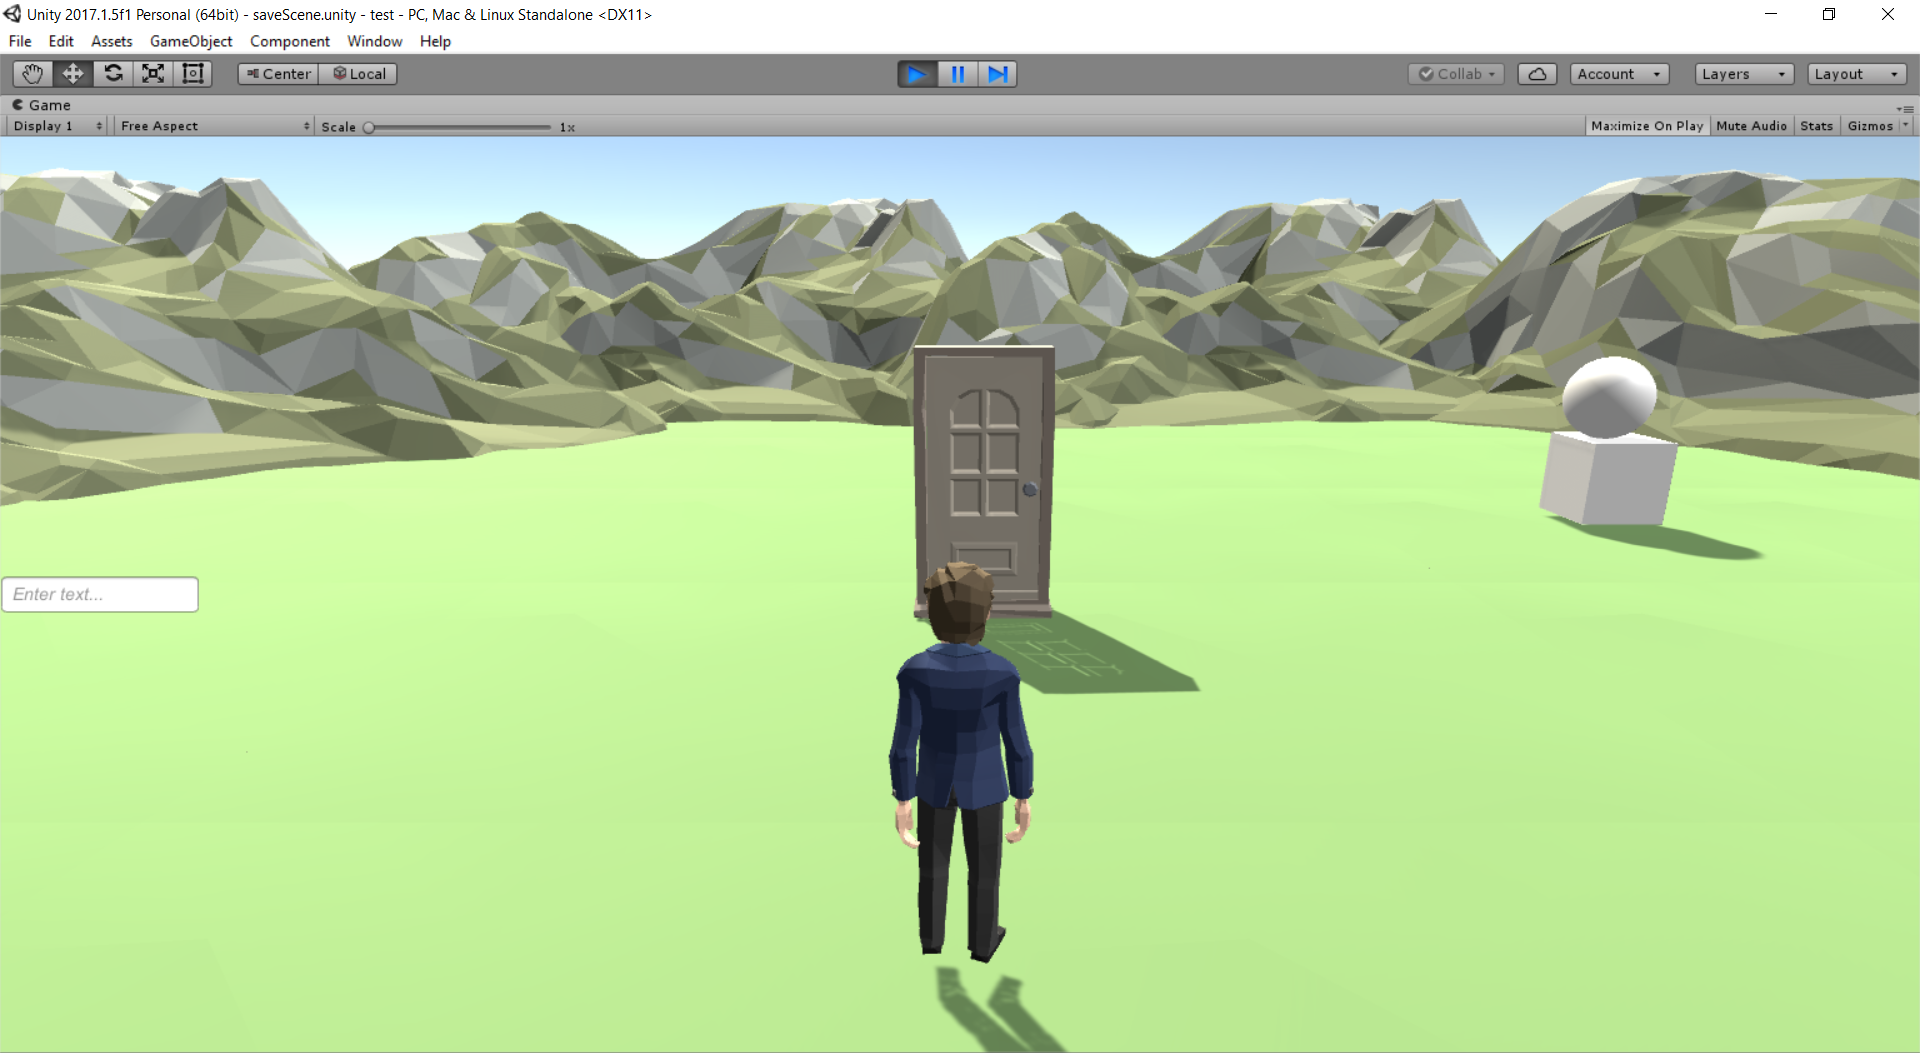 Unity 2017.1.5f1 Personal (64bit) - saveScene.unity - test - PC, Mac & Linux Standalone <DX11>
File Edit Assets GameObject Component Window Help
Center Local Collab Account Layers Layout
Game
Display 1 Free Aspect Scale 1x Maximize On Play Mute Audio Stats Gizmos
Enter text...